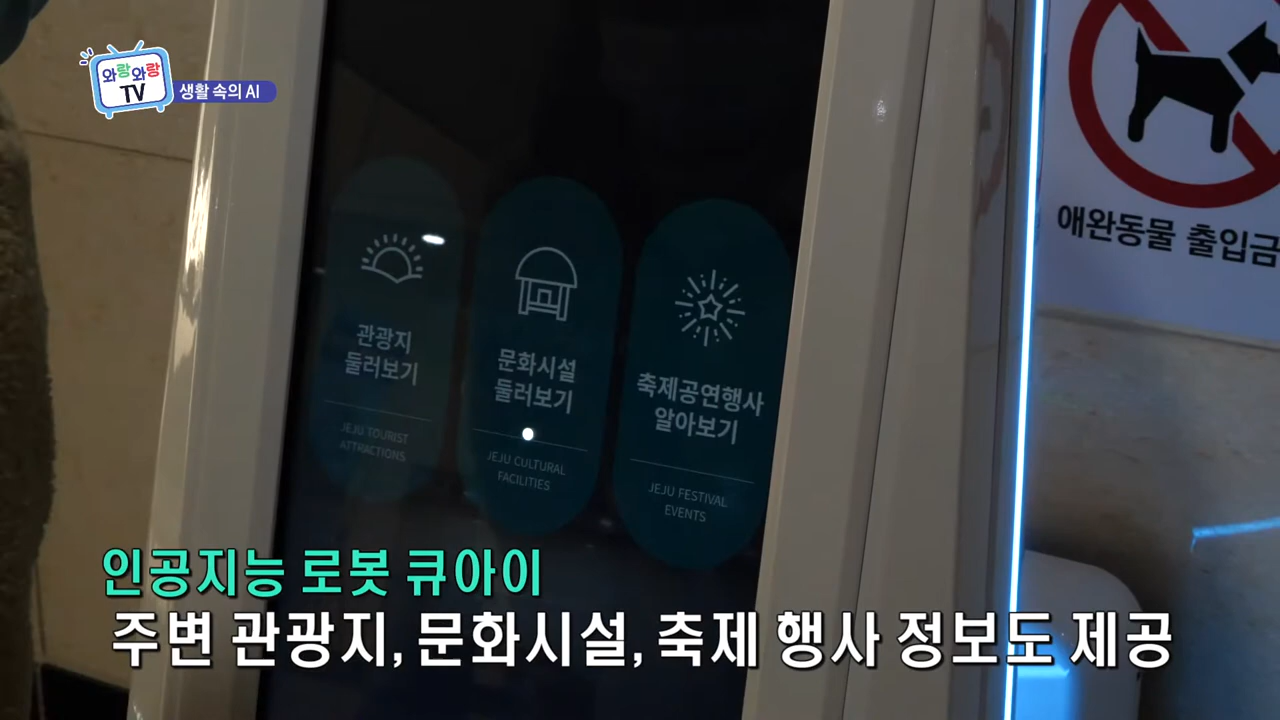 와랑와랑
TV
생활 속의 AI
애완동물 출입금
관광지
둘러보기
JEJU TOURIST
ATTRACTIONS
문화시설
둘러보기
JEJU CULTURAL
FACILITIES
축제공연행사
알아보기
JEJU FESTIVAL
EVENTS
인공지능 로봇 큐아이
주변 관광지, 문화시설, 축제 행사 정보도 제공